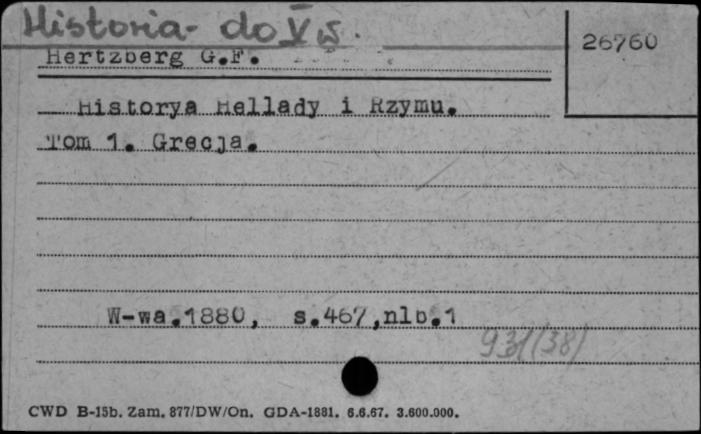 Historia do V w.
26760
Hertzberg G.F.
Historya Hellady i Rzymu.
Tom 1. Grecja.
W-wa.1880, s.467,nlb.1
931(38)
CWD B-15b. Zam. 877/DW/On. GDA-1881. 6.6.67. 3.600.000.